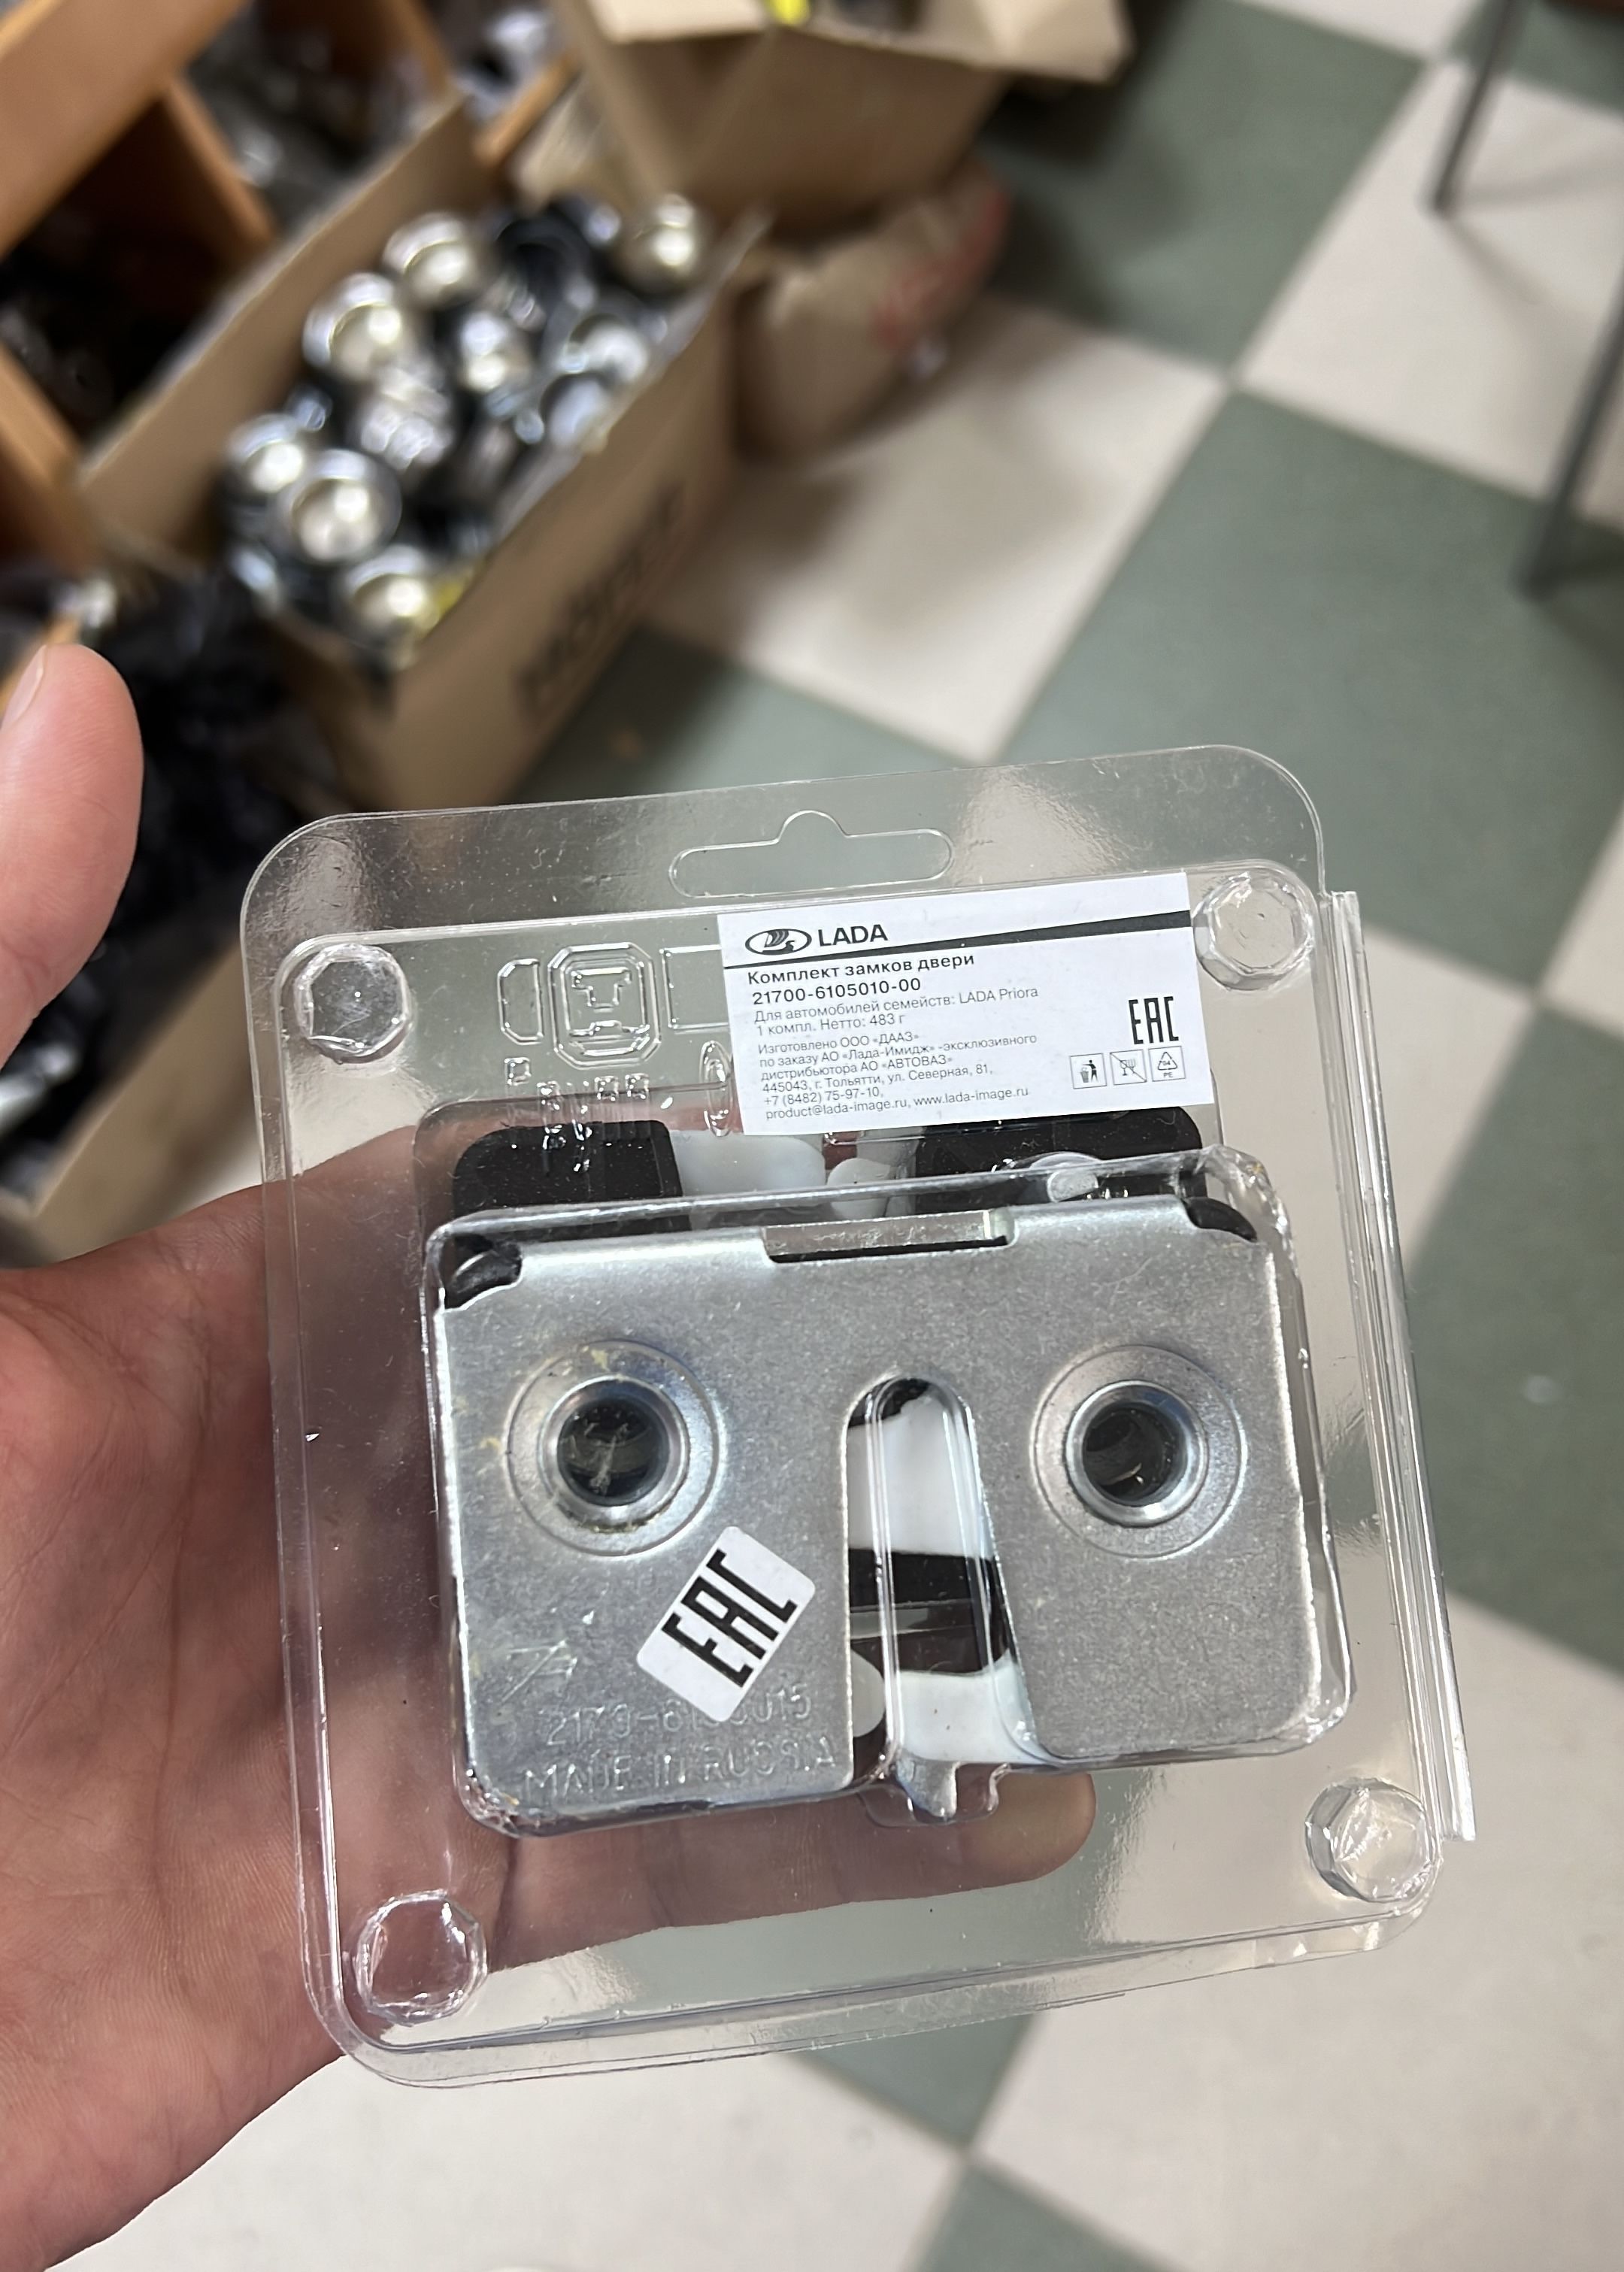 LADA
Комплект замков двери
21700-6105010-00
Для автомобилей семейств: LADA Priora
1 компл. Нетто: 483 г
Изготовлено ООО «ДААЗ»
по заказу АО «Лада-Имидж» -эксклюзивного
дистрибьютора АО «АВТОВАЗ»
445043, г. Тольятти, ул. Северная, 81,
+7 (8482) 75-97-10,
product@lada-image.ru, www.lada-image.ru
EAC
PE
EAC
MADE IN RUSSIA